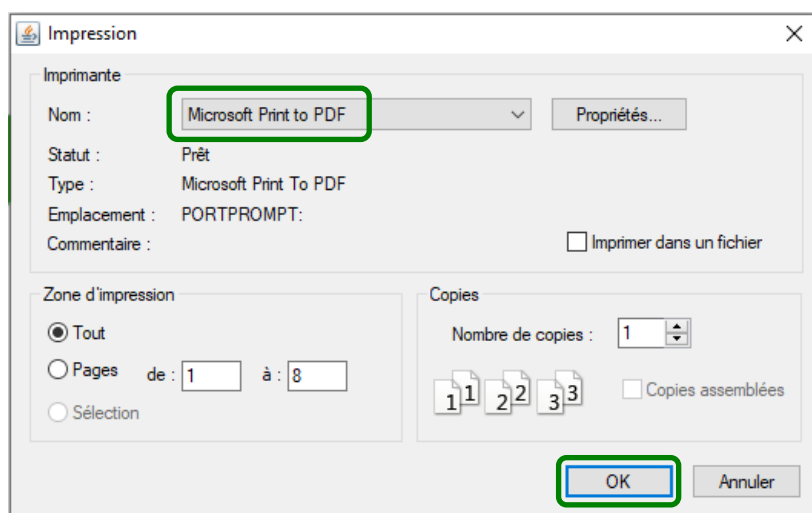 Impression
Imprimante
Nom : Microsoft Print to PDF Propriétés...
Statut : Prêt
Type : Microsoft Print To PDF
Emplacement : PORTPROMPT:
Commentaire : Imprimer dans un fichier
Zone d'impression
Tout
Pages de : 1 à : 8
Sélection
Copies
Nombre de copies : 1
1 1 2 2 3 3 Copies assemblées
OK Annuler